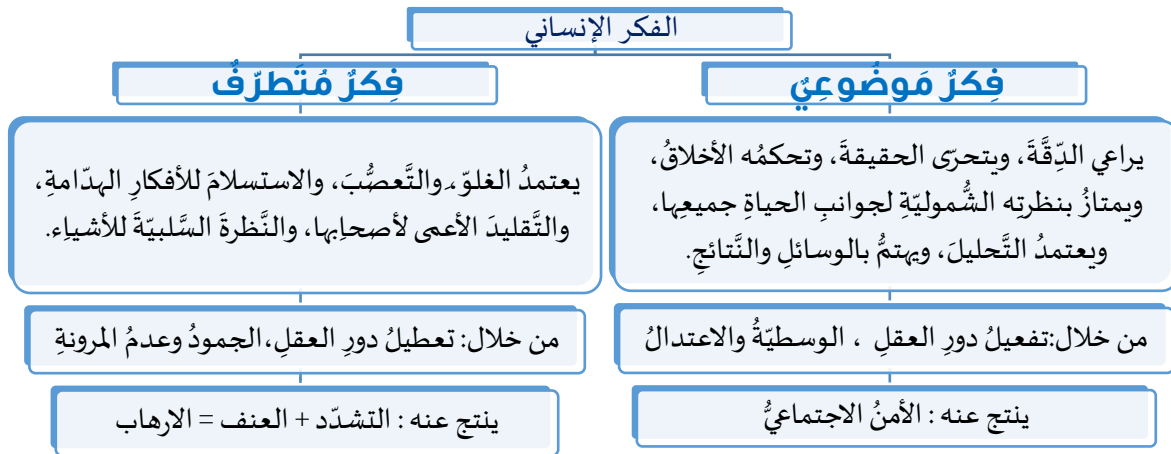 الفكر الإنساني
فِكرٌ مَوضُوعِيٌ
يراعي الدِّقَّةَ، ويتحرّى الحقيقةَ، وتحكمُه الأخلاقُ،
ويمتازُ بنظرتِه الشُّموليّةِ لجوانبِ الحياةِ جميعِها،
ويعتمدُ التَّحليلَ، ويهتمُّ بالوسائلِ والنَّتائجِ.
من خلال:تفعيلُ دورِ العقلِ ، الوسطيّةُ والاعتدالُ
ينتج عنه : الأمنُ الاجتماعيُّ
فِكرٌ مُتَطرّفٌ
يعتمدُ الغلوّ،والتَّعصُّبَ، والاستسلامَ للأفكارِ الهدّامةِ،
والتَّقليدَ الأعمى لأصحابِها، والنَّظرةَ السَّلبيّةَ للأشياءِ.
من خلال: تعطيلُ دورِ العقلِ،الجمودُ وعدمُ المرونةِ
ينتج عنه : التشدّد + العنف = الارهاب